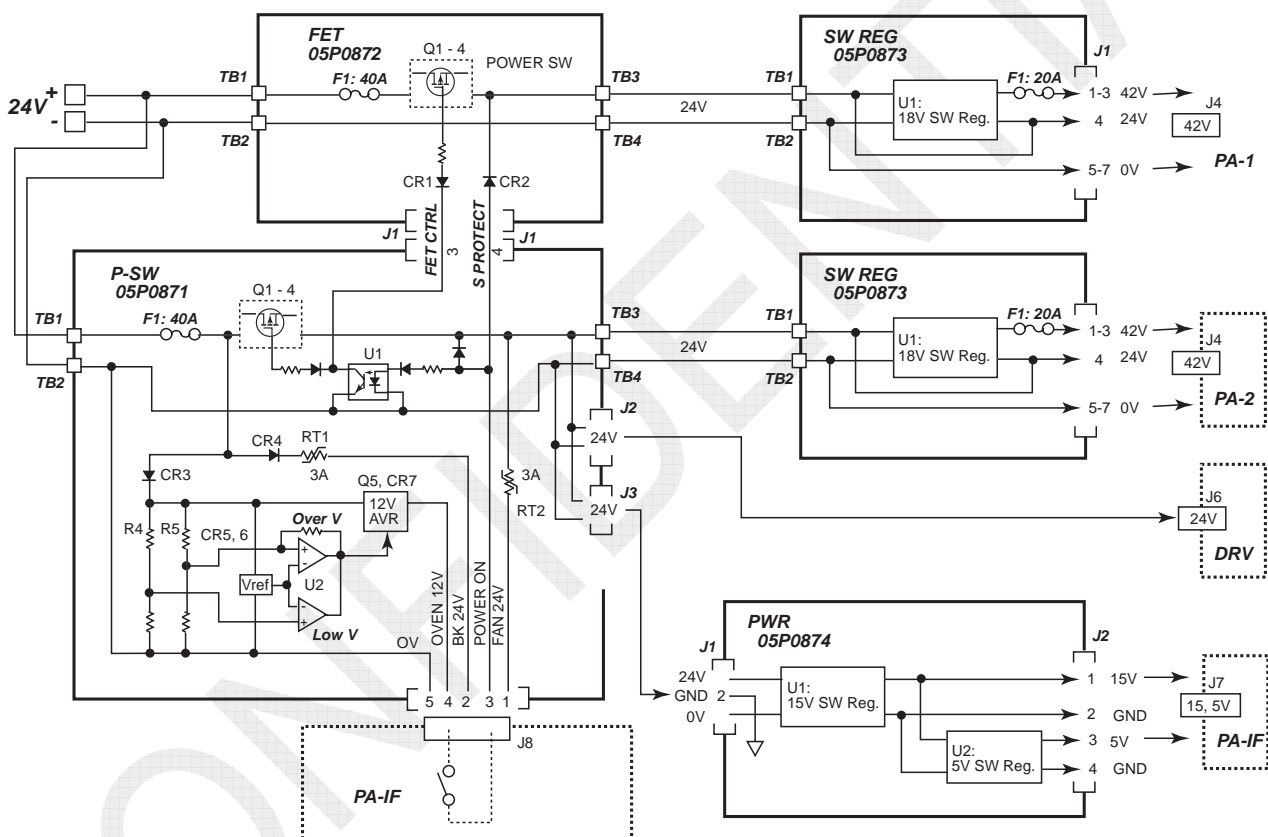 FET
05P0872
Q1 - 4
F1: 40A
POWER SW
24V
+
-
TB1
TB2
TB3
TB4
CR1
CR2
J1
FET CTRL
3
S PROTECT
4
J1
24V
SW REG
05P0873
J1
TB1
TB2
U1:
18V SW Reg.
F1: 20A
1-3 42V
4 24V
5-7 0V
J4
42V
PA-1
P-SW
05P0871
Q1 - 4
F1: 40A
TB1
TB2
U1
TB3
TB4
24V
J2
24V
J3
24V
CR4
RT1
3A
CR3
Q5, CR7
12V
AVR
3A
RT2
R4
R5
CR5, 6
Over V
+
-
Vref
U2
-
+
Low V
OV
OVEN 12V
BK 24V
POWER ON
FAN 24V
5 4 2 3 1
J8
PA-IF
SW REG
05P0873
TB1
TB2
U1:
18V SW Reg.
F1: 20A
1-3 42V
4 24V
5-7 0V
J4
42V
PA-2
J6
24V
DRV
PWR
05P0874
J1
24V
GND 2
0V
U1:
15V SW Reg.
U2:
5V SW Reg.
J2
1 15V
2 GND
3 5V
4 GND
J7
15, 5V
PA-IF